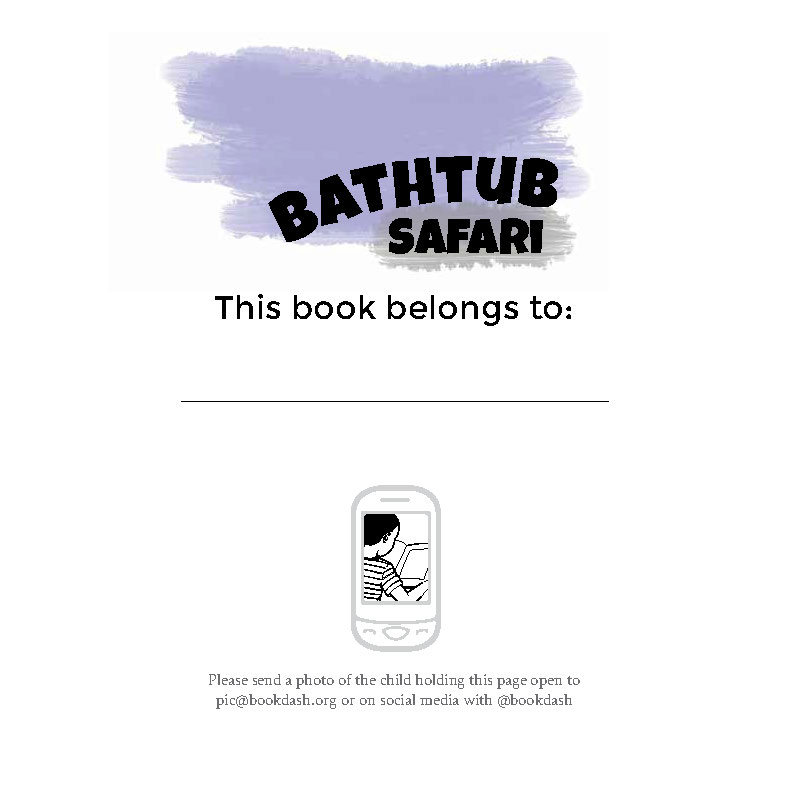 BATHTUB
SAFARI
This book belongs to:
Please send a photo of the child holding this page open to
pic@bookdash.org or on social media with @bookdash